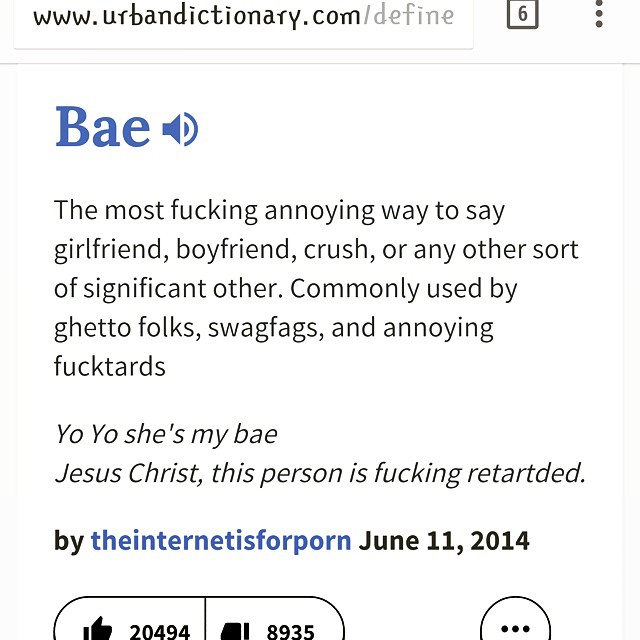 www.urbandictionary.com/define
6
Bae
The most fucking annoying way to say
girlfriend, boyfriend, crush, or any other sort
of significant other. Commonly used by
ghetto folks, swagfags, and annoying
fucktards
Yo Yo she's my bae
Jesus Christ, this person is fucking retartded.
by theinternetisforporn June 11, 2014
20494 8935